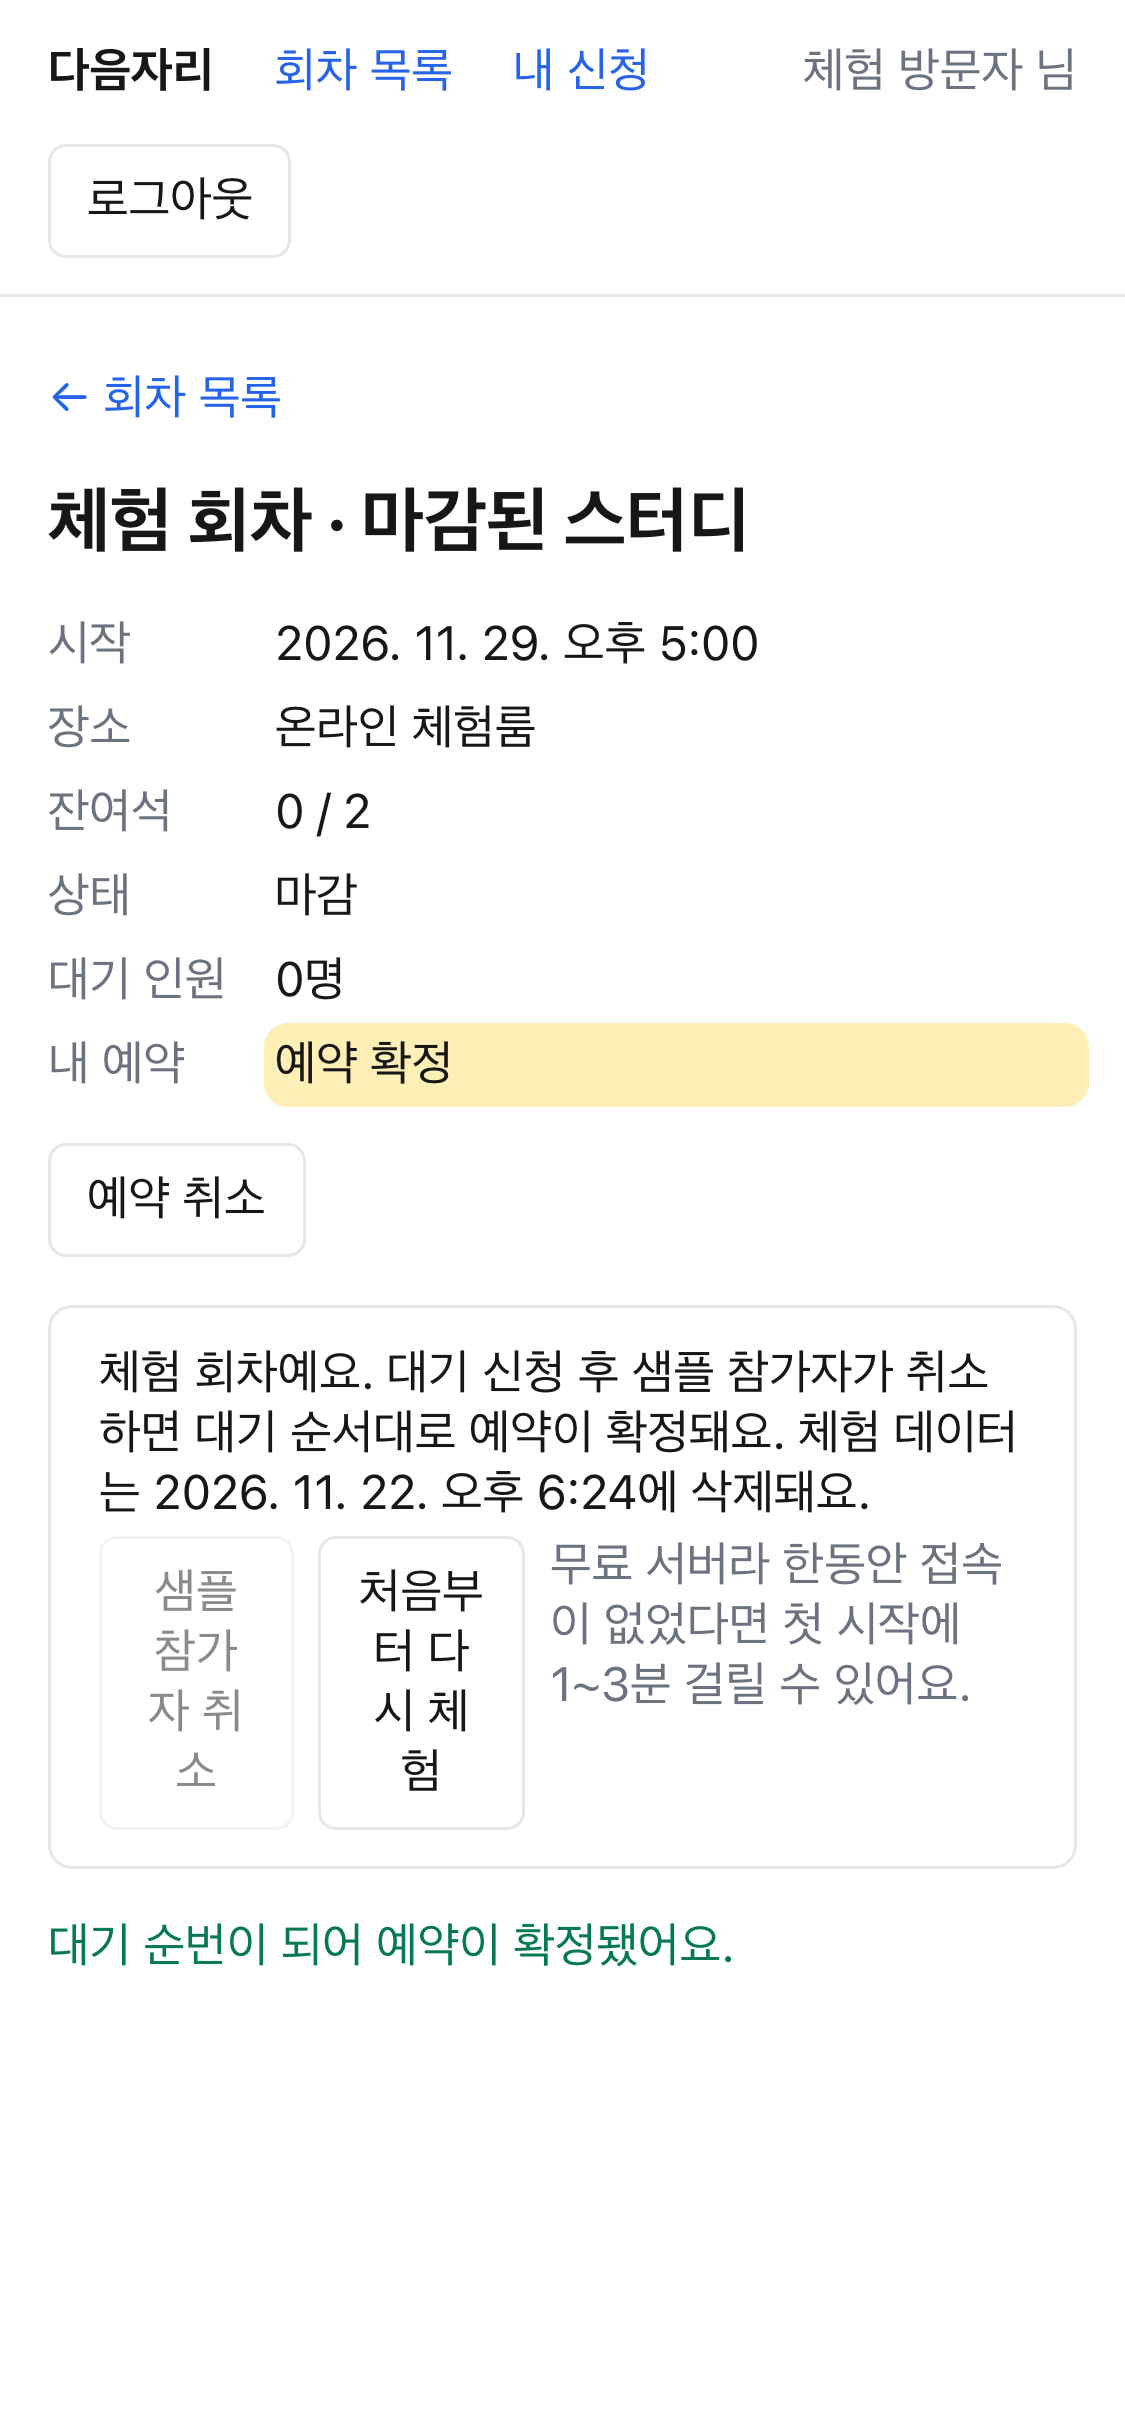 다음자리 회차 목록 내 신청 체험 방문자 님
로그아웃
← 회차 목록
체험 회차 · 마감된 스터디
시작 2026. 11. 29. 오후 5:00
장소 온라인 체험룸
잔여석 0 / 2
상태 마감
대기 인원 0명
내 예약 예약 확정
예약 취소
체험 회차예요. 대기 신청 후 샘플 참가자가 취소
하면 대기 순서대로 예약이 확정돼요. 체험 데이터
는 2026. 11. 22. 오후 6:24에 삭제돼요.
샘플
참가
자 취
소
처음부
터 다
시 체
험
무료 서버라 한동안 접속
이 없었다면 첫 시작에
1~3분 걸릴 수 있어요.
대기 순번이 되어 예약이 확정됐어요.